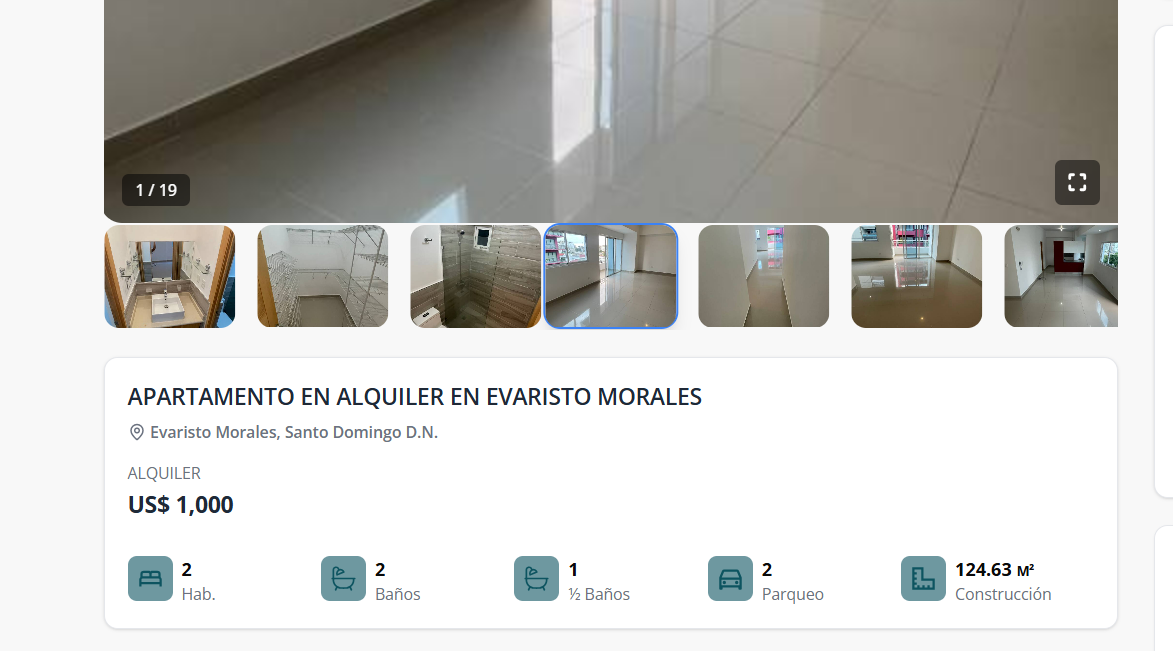 1 / 19
APARTAMENTO EN ALQUILER EN EVARISTO MORALES
Evaristo Morales, Santo Domingo D.N.
ALQUILER
US$ 1,000
2
Hab.
2
Baños
1
½ Baños
2
Parqueo
124.63 M²
Construcción